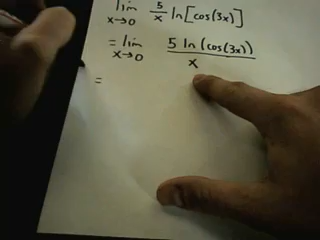 lim x→0 5/x ln[cos(3x)]
= lim x→0 5 ln(cos(3x))/x
=